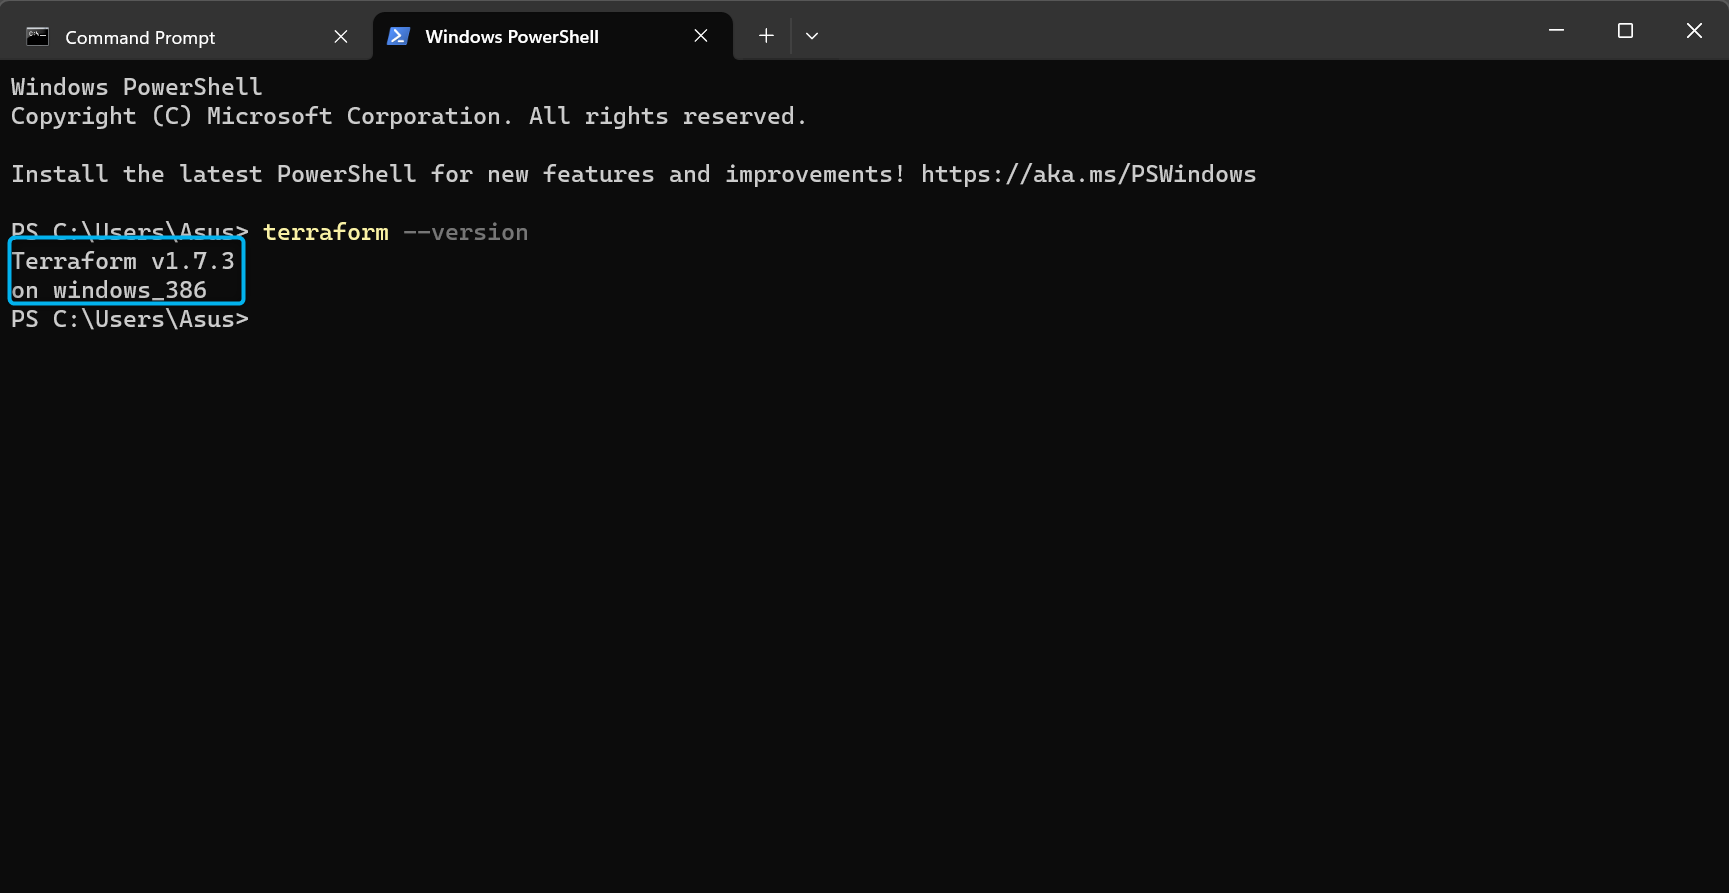 Command Prompt
Windows PowerShell
Windows PowerShell
Copyright (C) Microsoft Corporation. All rights reserved.
Install the latest PowerShell for new features and improvements! https://aka.ms/PSWindows
PS C:\Users\Asus> terraform --version
Terraform v1.7.3
on windows_386
PS C:\Users\Asus>